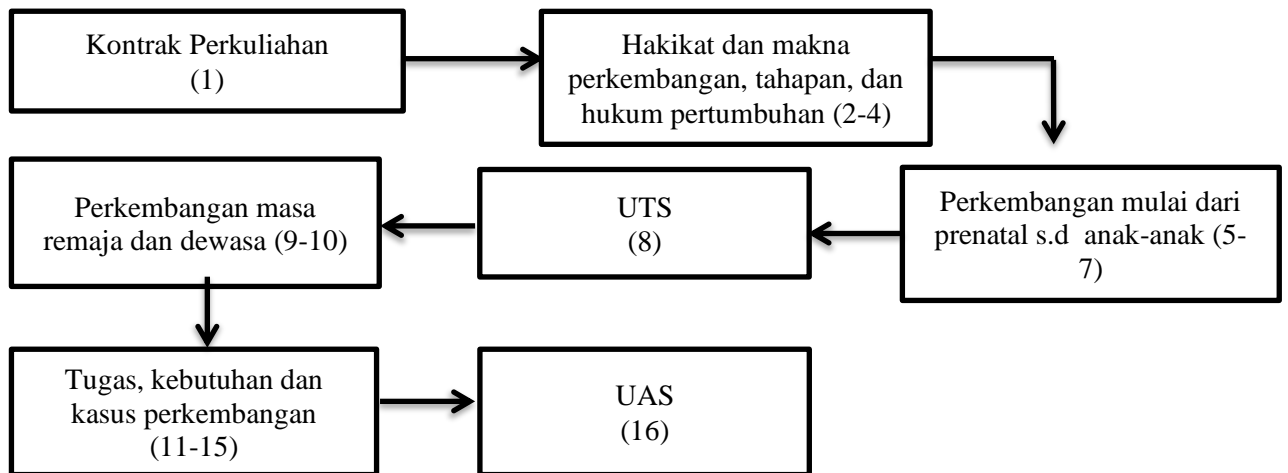 Kontrak Perkuliahan
(1)
Hakikat dan makna
perkembangan, tahapan, dan
hukum pertumbuhan (2-4)
Perkembangan mulai dari
prenatal s.d  anak-anak (5-
7)
UTS
(8)
Perkembangan masa
remaja dan dewasa (9-10)
Tugas, kebutuhan dan
kasus perkembangan
(11-15)
UAS
(16)